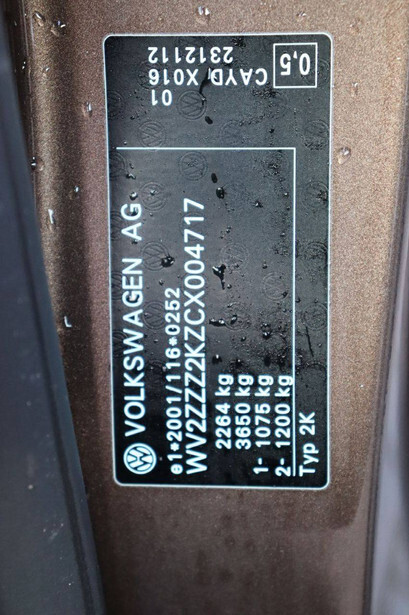 VOLKSWAGEN AG
e1*2001/116*0252
WV2ZZZ2KZCX004717
2264 kg
3650 kg
1- 1075 kg
2- 1200 kg
Typ 2K
01
CAYD X016
2312112
0,5